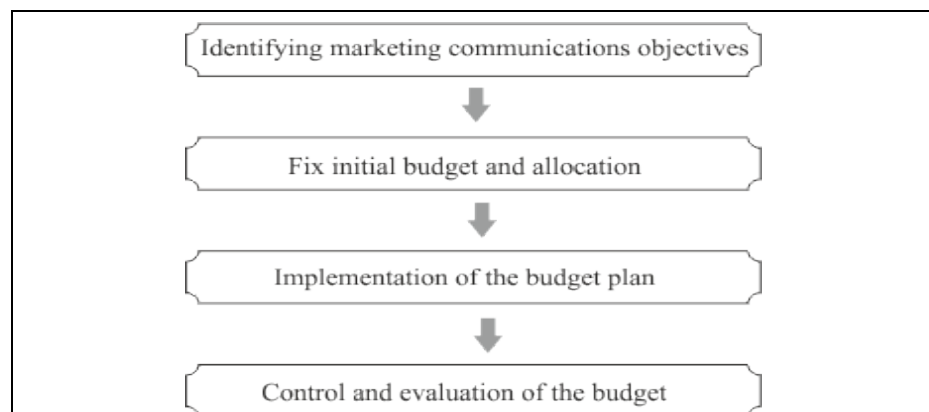 Identifying marketing communications objectives
Fix initial budget and allocation
Implementation of the budget plan
Control and evaluation of the budget